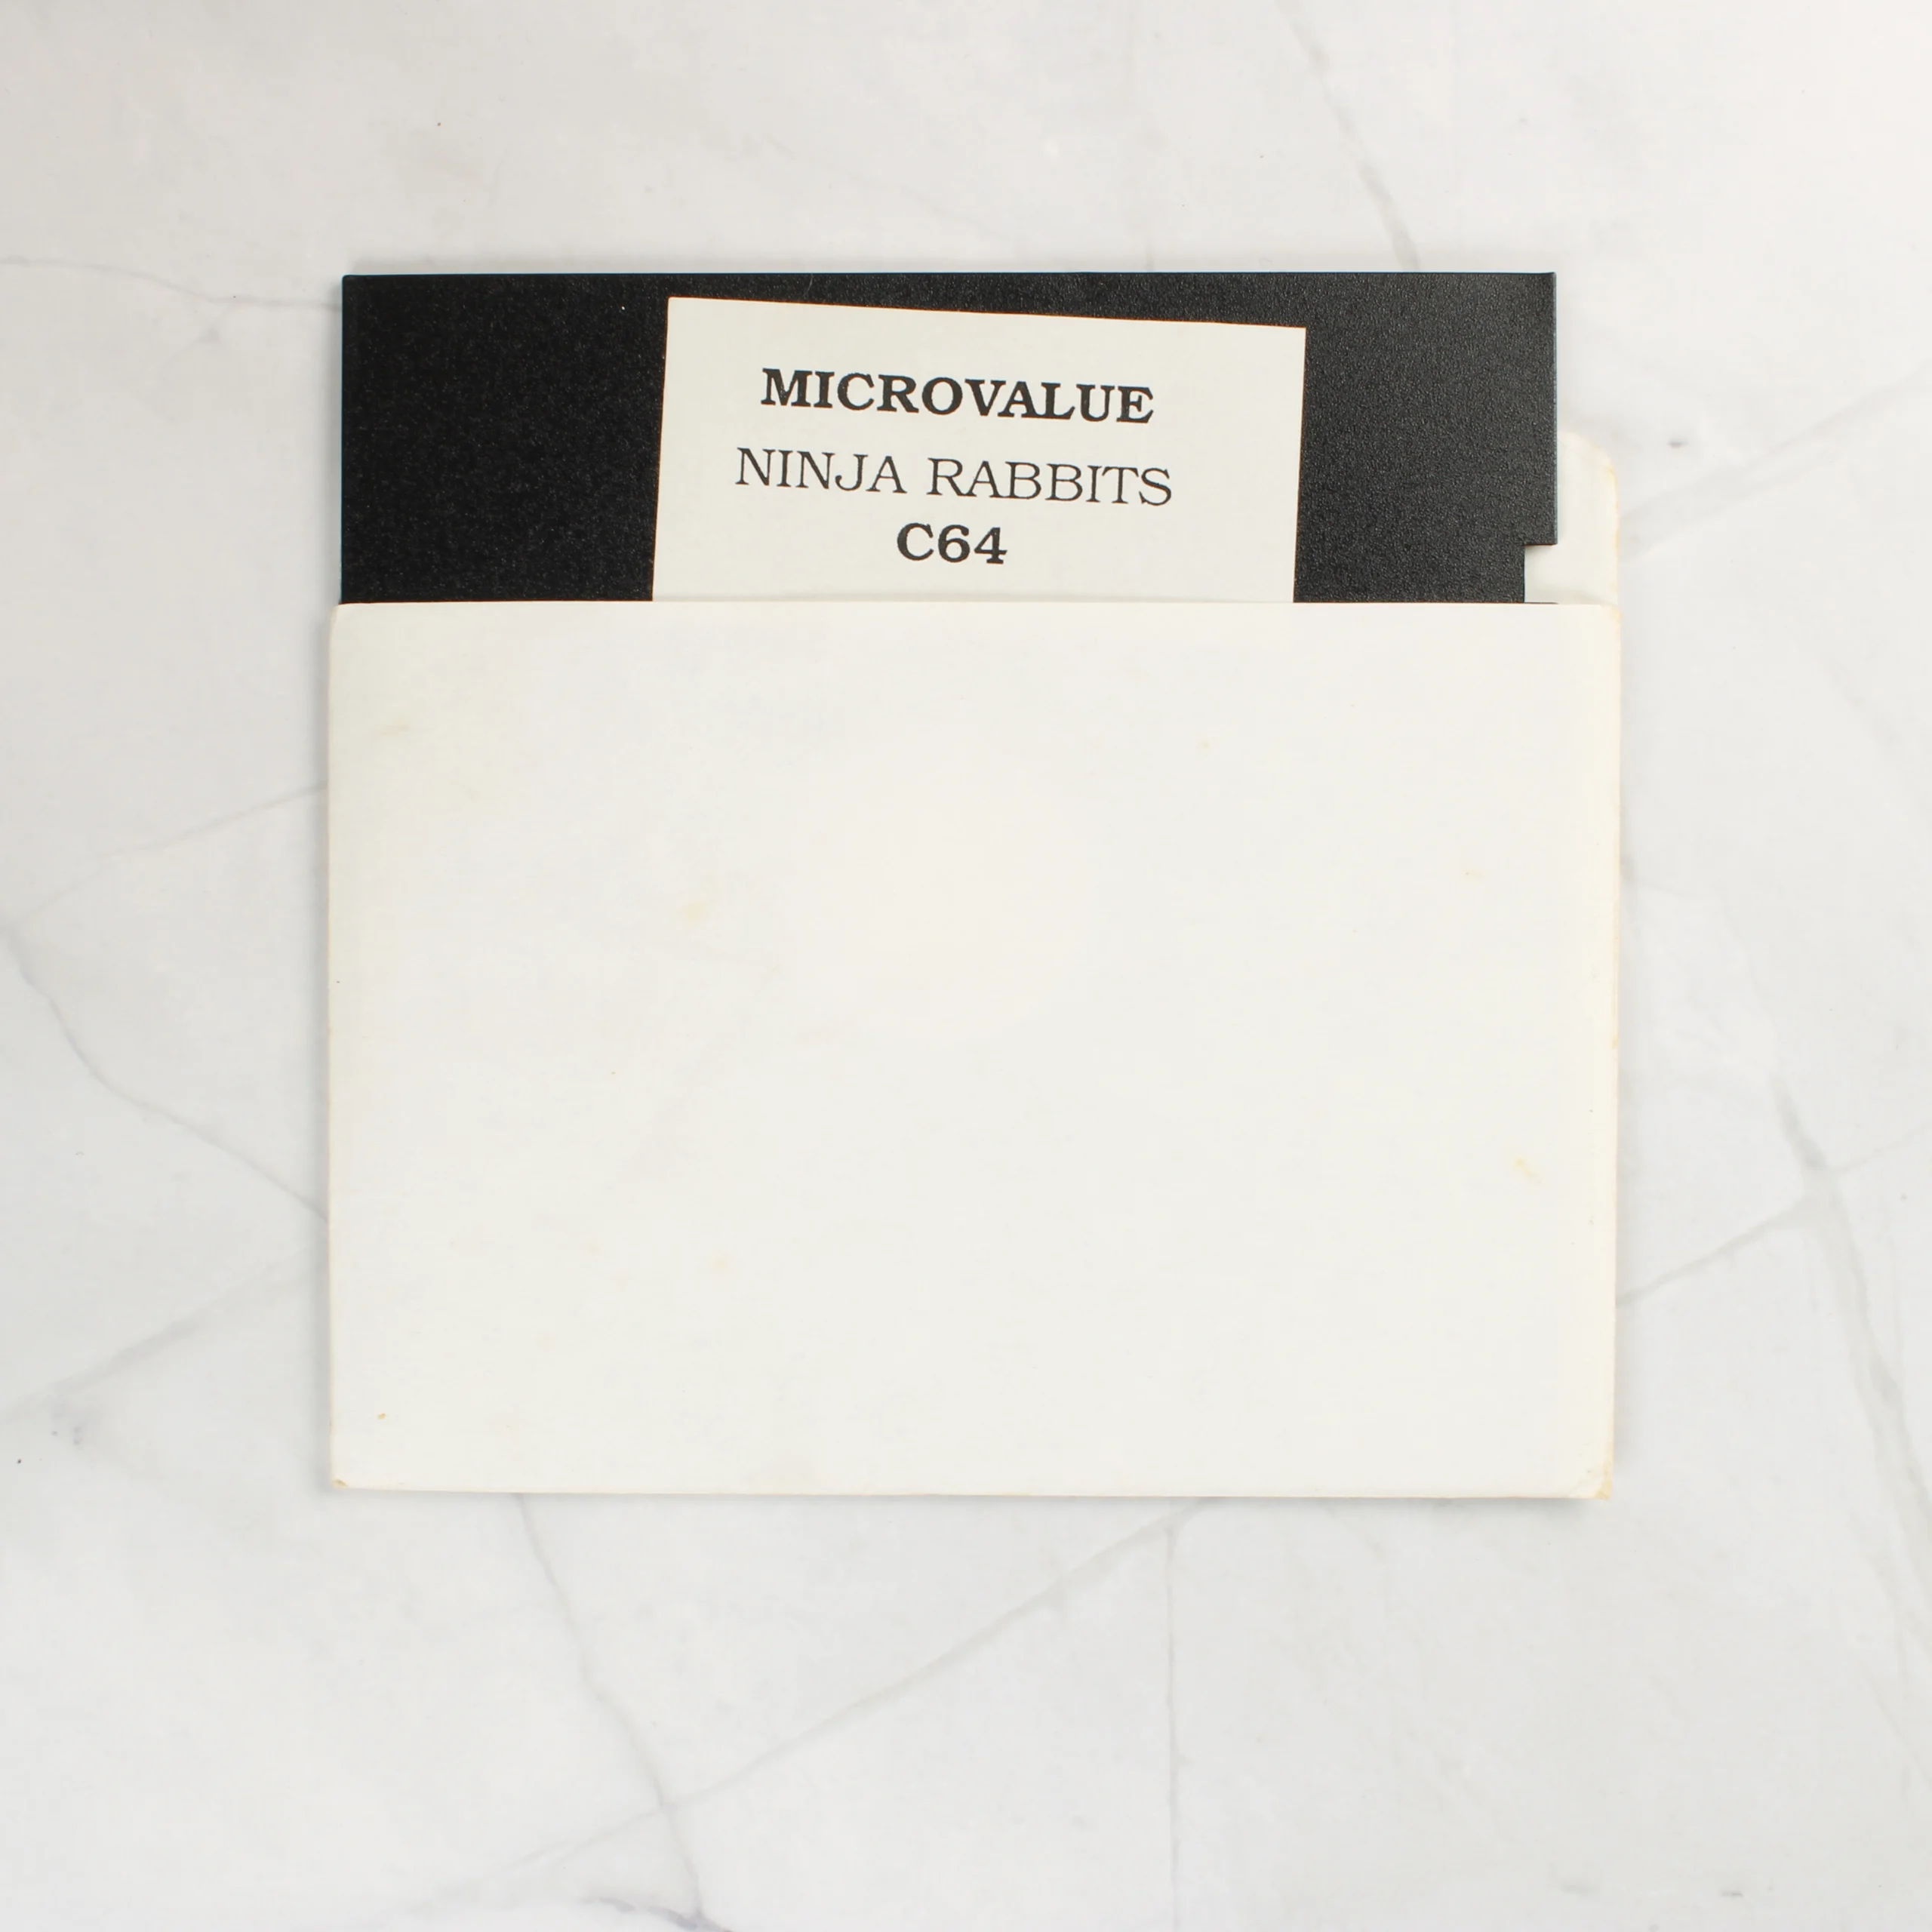 MICROVALUE
NINJA RABBITS
C64